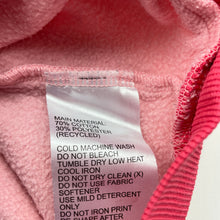 MAIN MATERIAL:
70% COTTON
30% POLYESTER
(RECYCLED)
COLD MACHINE WASH
DO NOT BLEACH
TUMBLE DRY LOW HEAT
COOL IRON
DO NOT DRY CLEAN (X)
DO NOT USE FABRIC
SOFTENER
USE MILD DETERGENT
ONLY
DO NOT IRON PRINT